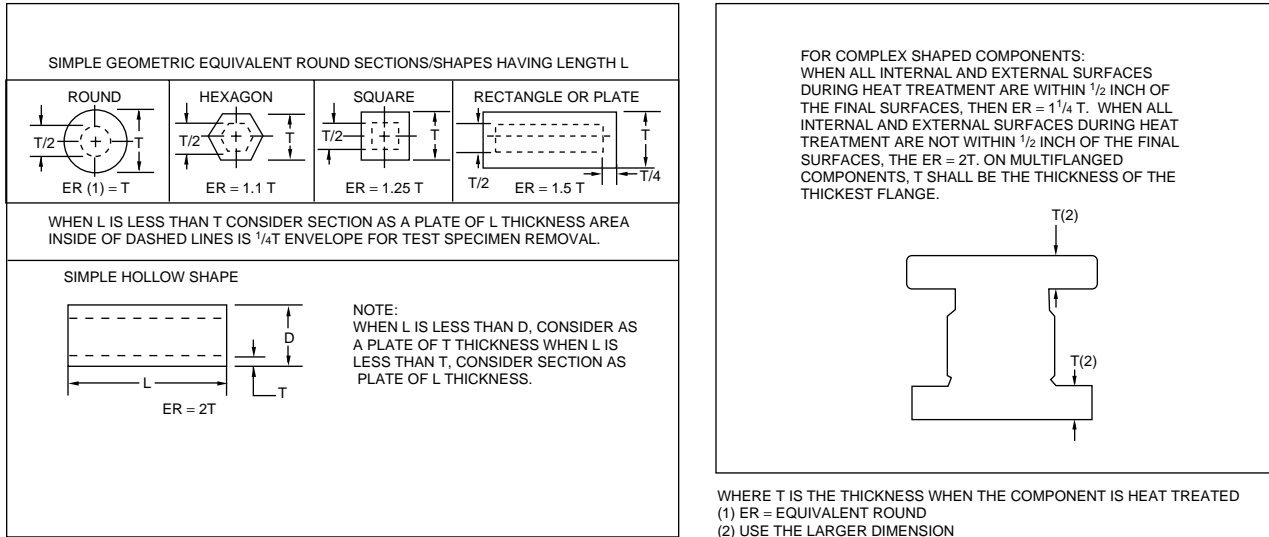 SIMPLE GEOMETRIC EQUIVALENT ROUND SECTIONS/SHAPES HAVING LENGTH L
ROUND
T/2
T
ER (1) = T
HEXAGON
T/2
T
ER = 1.1 T
SQUARE
T/2
T
ER = 1.25 T
RECTANGLE OR PLATE
T
T/2
T/4
ER = 1.5 T
WHEN L IS LESS THAN T CONSIDER SECTION AS A PLATE OF L THICKNESS AREA
INSIDE OF DASHED LINES IS 1/4T ENVELOPE FOR TEST SPECIMEN REMOVAL.
SIMPLE HOLLOW SHAPE
D
L
T
ER = 2T
NOTE:
WHEN L IS LESS THAN D, CONSIDER AS
A PLATE OF T THICKNESS WHEN L IS
LESS THAN T, CONSIDER SECTION AS
PLATE OF L THICKNESS.
FOR COMPLEX SHAPED COMPONENTS:
WHEN ALL INTERNAL AND EXTERNAL SURFACES
DURING HEAT TREATMENT ARE WITHIN 1/2 INCH OF
THE FINAL SURFACES, THEN ER = 1 1/4 T. WHEN ALL
INTERNAL AND EXTERNAL SURFACES DURING HEAT
TREATMENT ARE NOT WITHIN 1/2 INCH OF THE FINAL
SURFACES, THE ER = 2T. ON MULTIFLANGED
COMPONENTS, T SHALL BE THE THICKNESS OF THE
THICKEST FLANGE.
T(2)
T(2)
WHERE T IS THE THICKNESS WHEN THE COMPONENT IS HEAT TREATED
(1) ER = EQUIVALENT ROUND
(2) USE THE LARGER DIMENSION